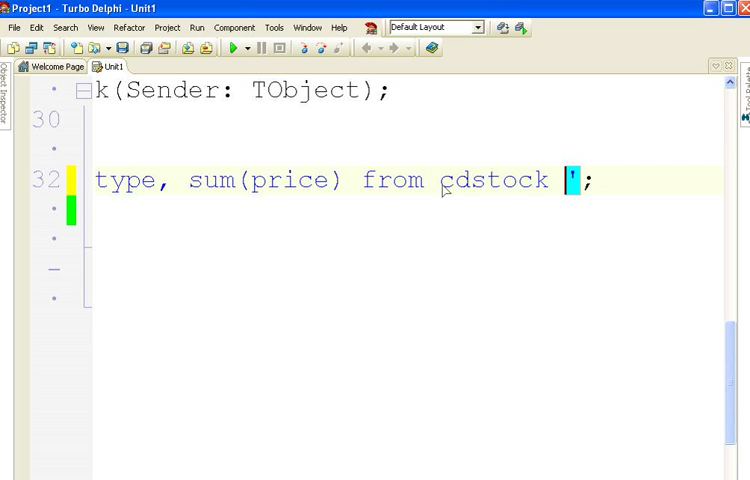 Project1 - Turbo Delphi - Unit1
File Edit Search View Refactor Project Run Component Tools Window Help Default Layout
Welcome Page Unit1
Object Inspector
Tool Palette
k(Sender: TObject);
30
32 type, sum(price) from cdstock ';